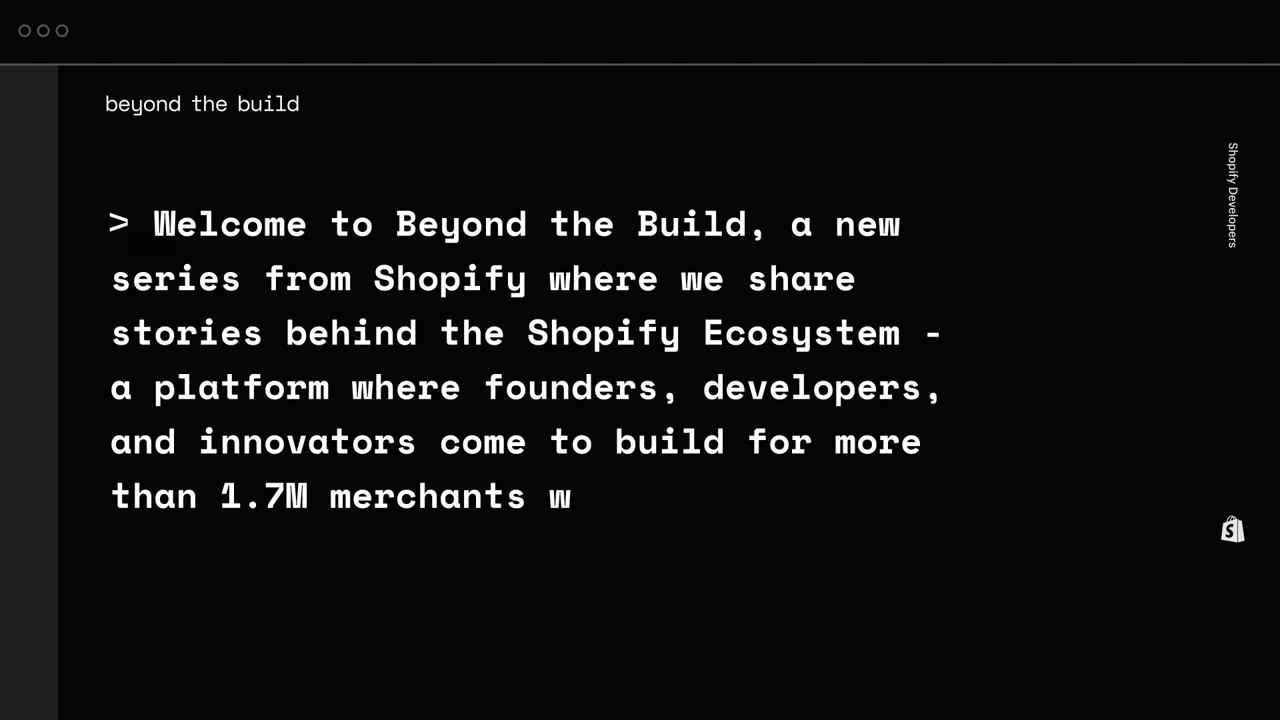 beyond the build
> Welcome to Beyond the Build, a new
series from Shopify where we share
stories behind the Shopify Ecosystem -
a platform where founders, developers,
and innovators come to build for more
than 1.7M merchants w
Shopify Developers